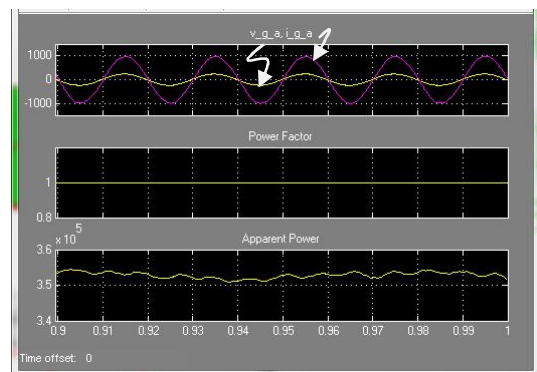 v_g_a, i_g_a
1000
0
-1000
Power Factor
1
0.8
x 10^5
Apparent Power
3.6
3.5
3.4
0.9 0.91 0.92 0.93 0.94 0.95 0.96 0.97 0.98 0.99 1
Time offset: 0